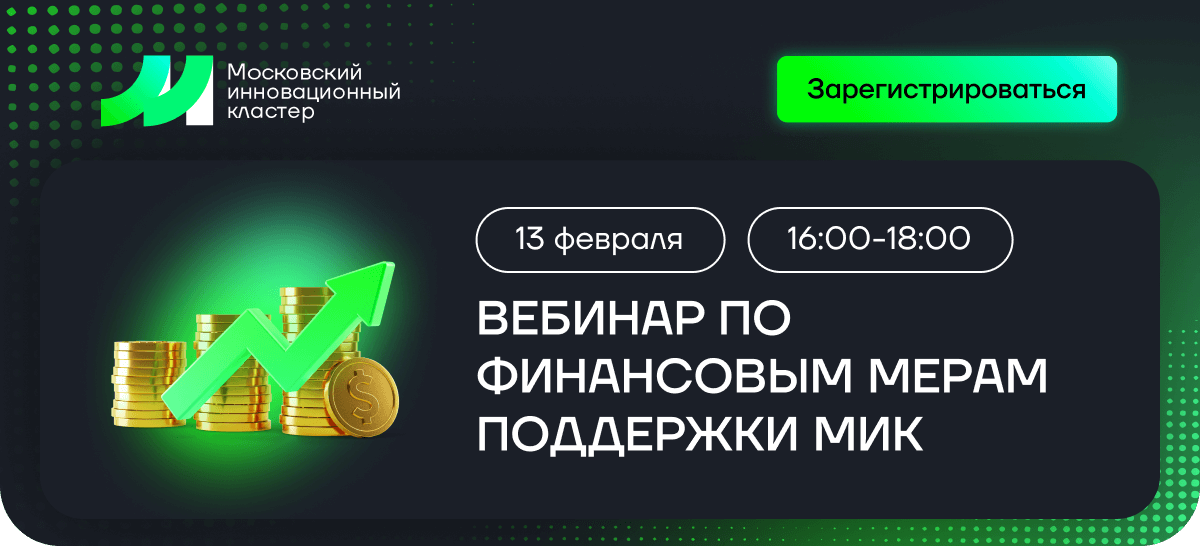 Московский
инновационный
кластер
Зарегистрироваться
13 февраля
16:00-18:00
ВЕБИНАР ПО
ФИНАНСОВЫМ МЕРАМ
ПОДДЕРЖКИ МИК
$